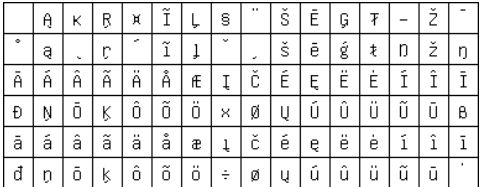 Ą ĸ Ŗ ¤ Ĩ Ļ § ¨ Š Ē Ģ Ŧ - Ž ¯
° ą ˛ ŗ ´ ĩ ļ ˇ ¸ š ē ģ ŧ Ŋ ž ŋ
Ā Á Â Ã Ä Å Æ Į Č É Ę Ë Ė Í Î Ī
Đ Ņ Ō Ķ Ô Õ Ö × Ø Ų Ú Û Ü Ũ Ū ß
ā á â ã ä å æ į č é ę ë ė í î ī
đ ņ ō ķ ô õ ö ÷ ø ų ú û ü ũ ū ˙